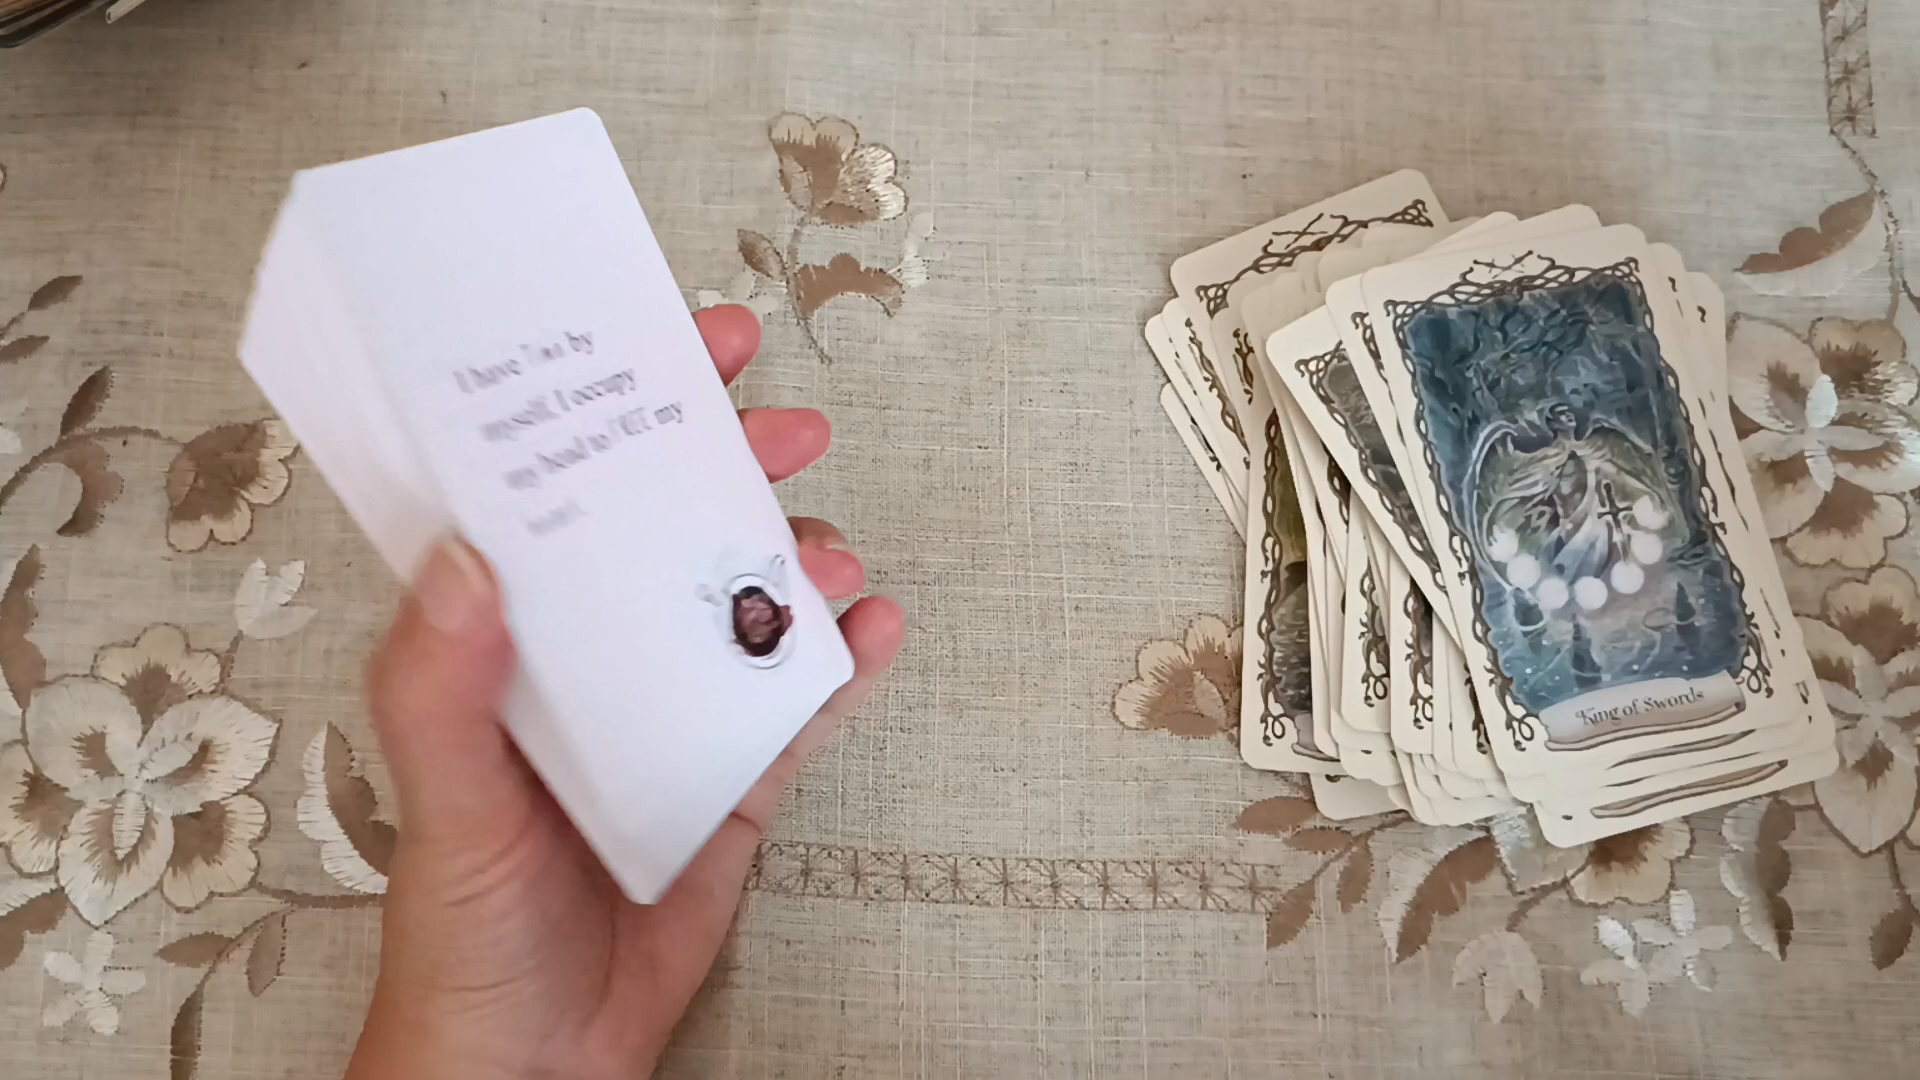 I have by
myself. I occupy
my head to my
King of Swords